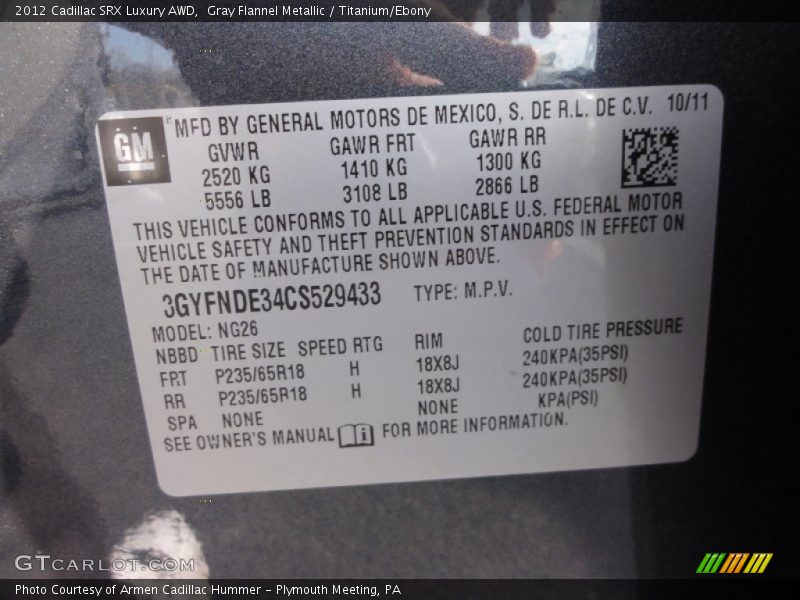 2012 Cadillac SRX Luxury AWD, Gray Flannel Metallic / Titanium/Ebony
GM
® MFD BY GENERAL MOTORS DE MEXICO, S. DE R.L. DE C.V. 10/11
GVWR GAWR FRT GAWR RR
2520 KG 1410 KG 1300 KG
5556 LB 3108 LB 2866 LB
THIS VEHICLE CONFORMS TO ALL APPLICABLE U.S. FEDERAL MOTOR
VEHICLE SAFETY AND THEFT PREVENTION STANDARDS IN EFFECT ON
THE DATE OF MANUFACTURE SHOWN ABOVE.
3GYFNDE34CS529433 TYPE: M.P.V.
MODEL: NG26
NBBD TIRE SIZE SPEED RTG RIM COLD TIRE PRESSURE
FRT P235/65R18 H 18X8J 240KPA(35PSI)
RR P235/65R18 H 18X8J 240KPA(35PSI)
SPA NONE NONE KPA(PSI)
SEE OWNER'S MANUAL i FOR MORE INFORMATION.
GTCARLOT.COM
Photo Courtesy of Armen Cadillac Hummer – Plymouth Meeting, PA